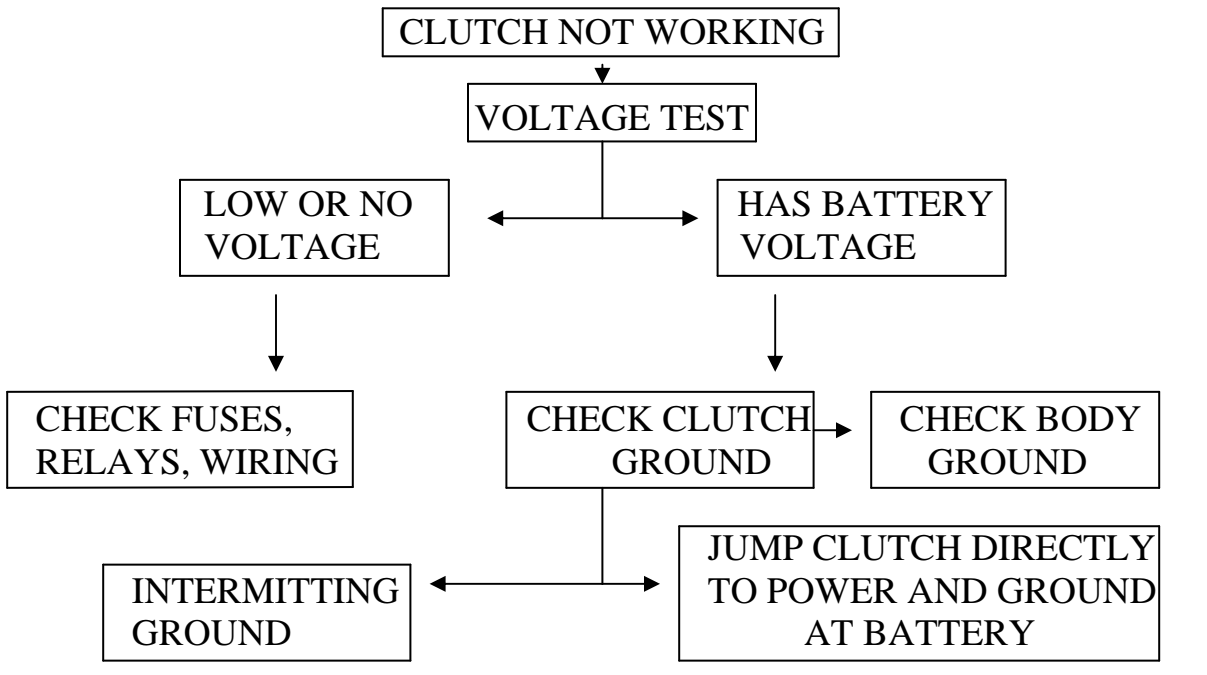 CLUTCH NOT WORKING
VOLTAGE TEST
LOW OR NO
VOLTAGE
HAS BATTERY
VOLTAGE
CHECK FUSES,
RELAYS, WIRING
CHECK CLUTCH
GROUND
CHECK BODY
GROUND
INTERMITTING
GROUND
JUMP CLUTCH DIRECTLY
TO POWER AND GROUND
AT BATTERY